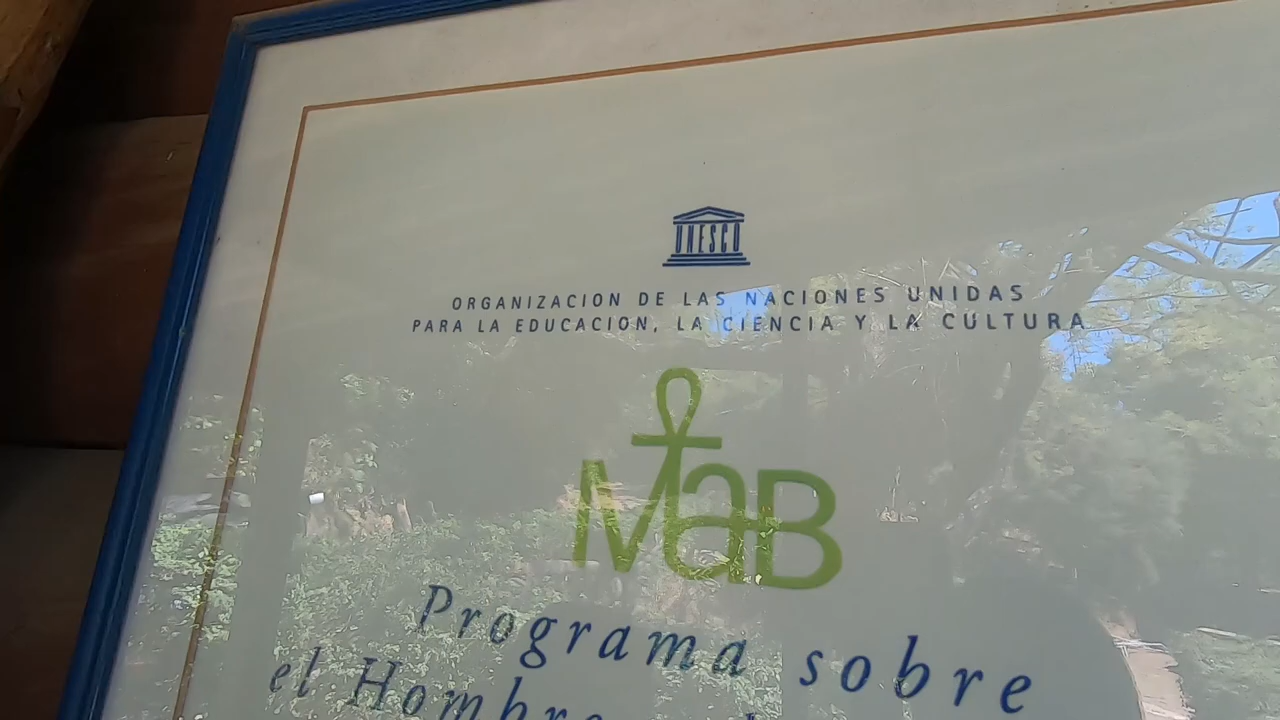 UNESCO
ORGANIZACION DE LAS NACIONES UNIDAS
PARA LA EDUCACION, LA CIENCIA Y LA CULTURA
MaB
Programa sobre
el Hombre